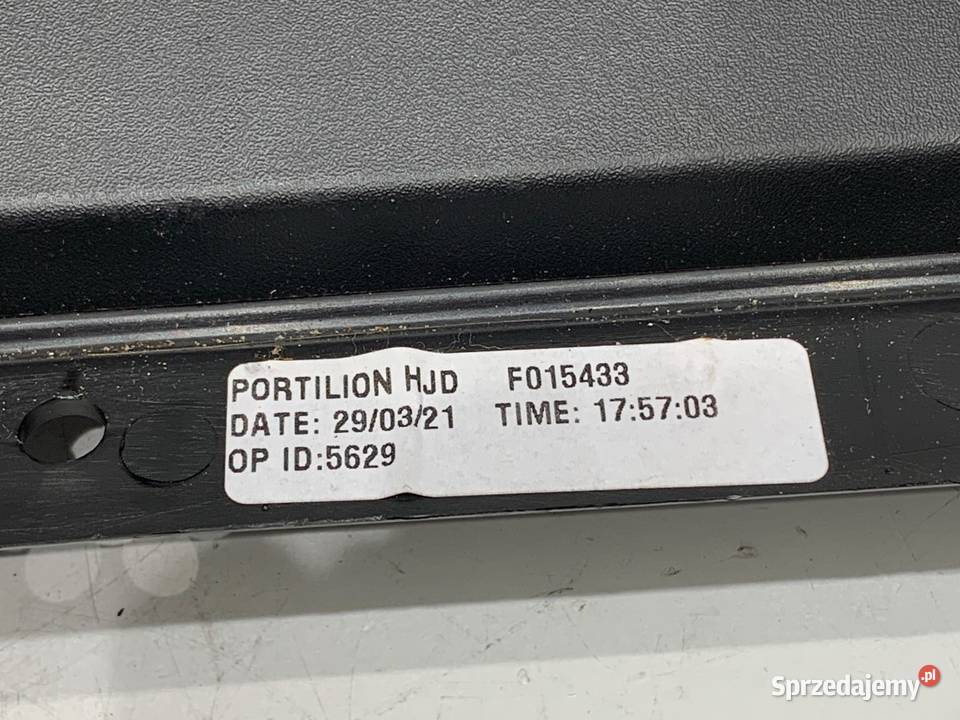 PORTILION HJD F015433
DATE: 29/03/21 TIME: 17:57:03
OP ID:5629
Sprzedajemy.pl